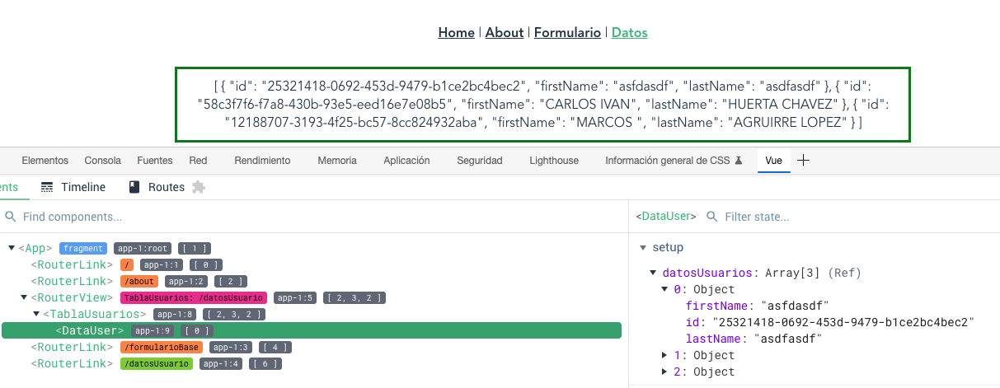 Home | About | Formulario | Datos
[ { "id": "25321418-0692-453d-9479-b1ce2bc4bec2", "firstName": "asfdasdf", "lastName": "asdfasdf" }, { "id":
"58c3f7f6-f7a8-430b-93e5-eed16e7e08b5", "firstName": "CARLOS IVAN", "lastName": "HUERTA CHAVEZ" }, { "id":
"12188707-3193-4f25-bc57-8cc824932aba", "firstName": "MARCOS ", "lastName": "AGRUIRRE LOPEZ" } ]
Elementos Consola Fuentes Red Rendimiento Memoria Aplicación Seguridad Lighthouse Información general de CSS Vue
ents Timeline Routes
Find components...
<DataUser> Filter state...
<App> fragment app-1:root [ 1 ]
<RouterLink> / app-1:1 [ 0 ]
<RouterLink> /about app-1:2 [ 2 ]
<RouterView> TablaUsuarios: /datosUsuario app-1:5 [ 2, 3, 2 ]
<TablaUsuarios> app-1:8 [ 2, 3, 2 ]
<DataUser> app-1:9 [ 0 ]
<RouterLink> /formularioBase app-1:3 [ 4 ]
<RouterLink> /datosUsuario app-1:4 [ 6 ]
setup
datosUsuarios: Array[3] (Ref)
0: Object
firstName: "asfdasdf"
id: "25321418-0692-453d-9479-b1ce2bc4bec2"
lastName: "asdfasdf"
1: Object
2: Object